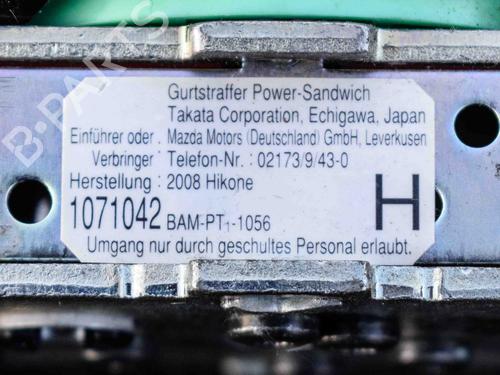 B-PARTS
Gurtstraffer Power-Sandwich
Takata Corporation, Echigawa, Japan
Einführer oder . Mazda Motors (Deutschland) GmbH, Leverkusen
Verbringer Telefon-Nr. : 02173/9/43-0
Herstellung : 2008 Hikone
1071042 BAM-PT1-1056
H
Umgang nur durch geschultes Personal erlaubt.